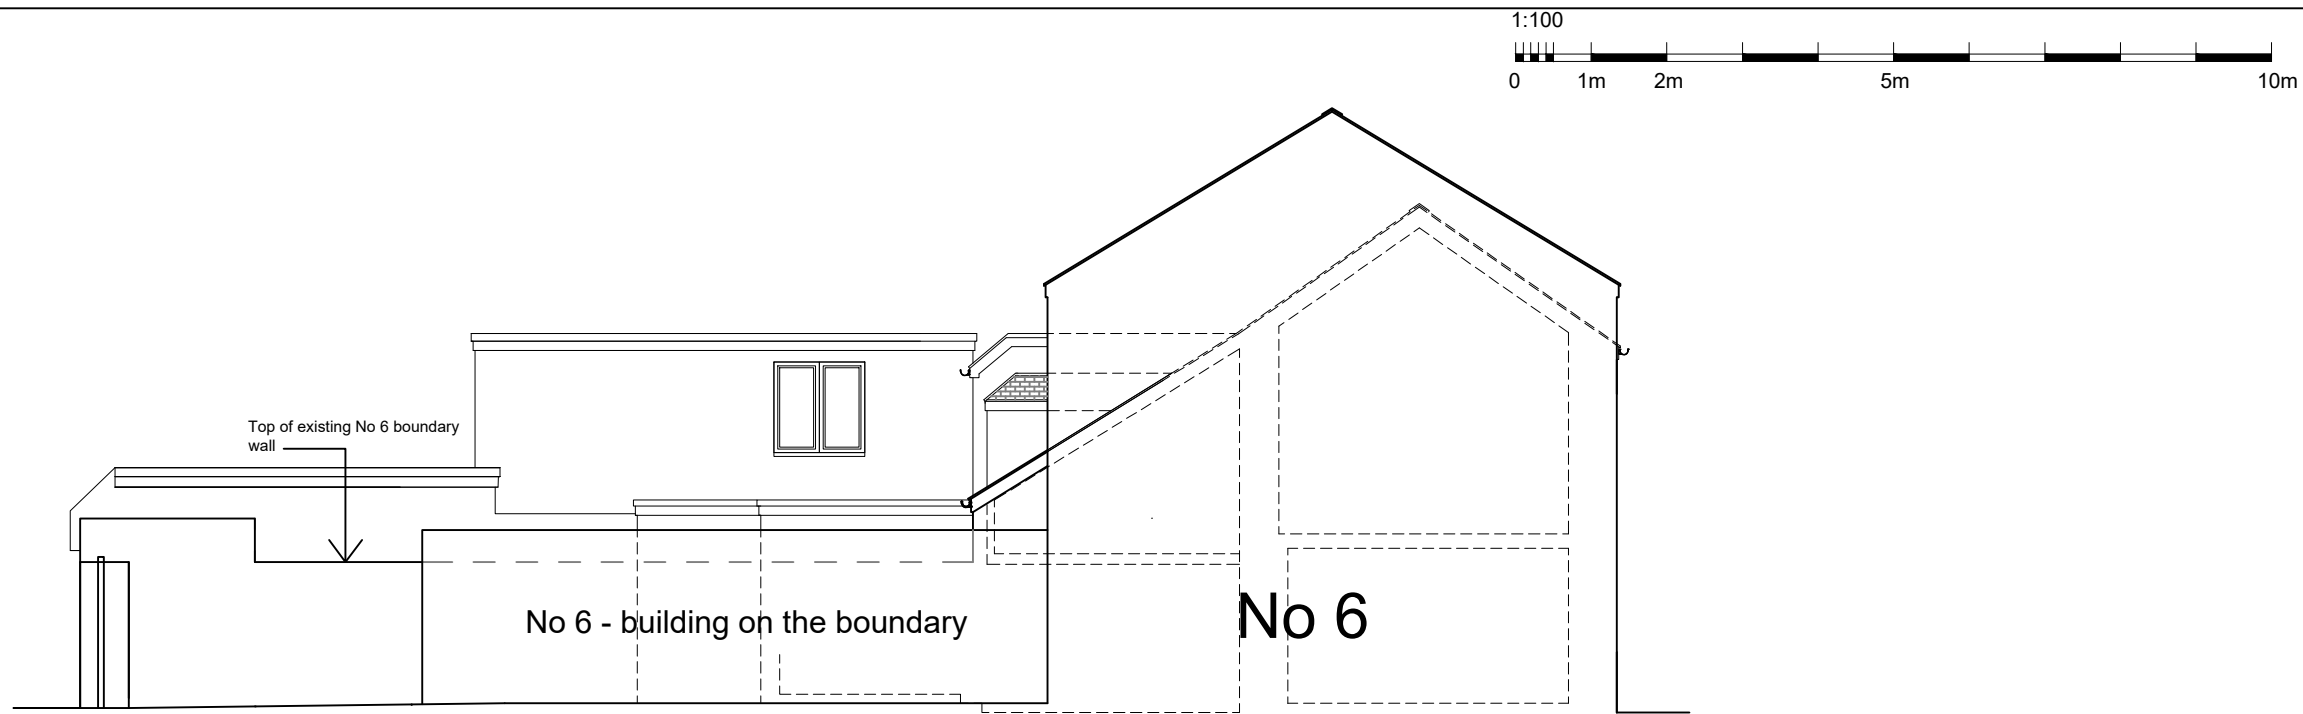 1:100
0 1m 2m 5m 10m
Top of existing No 6 boundary
wall
No 6 - building on the boundary
No 6